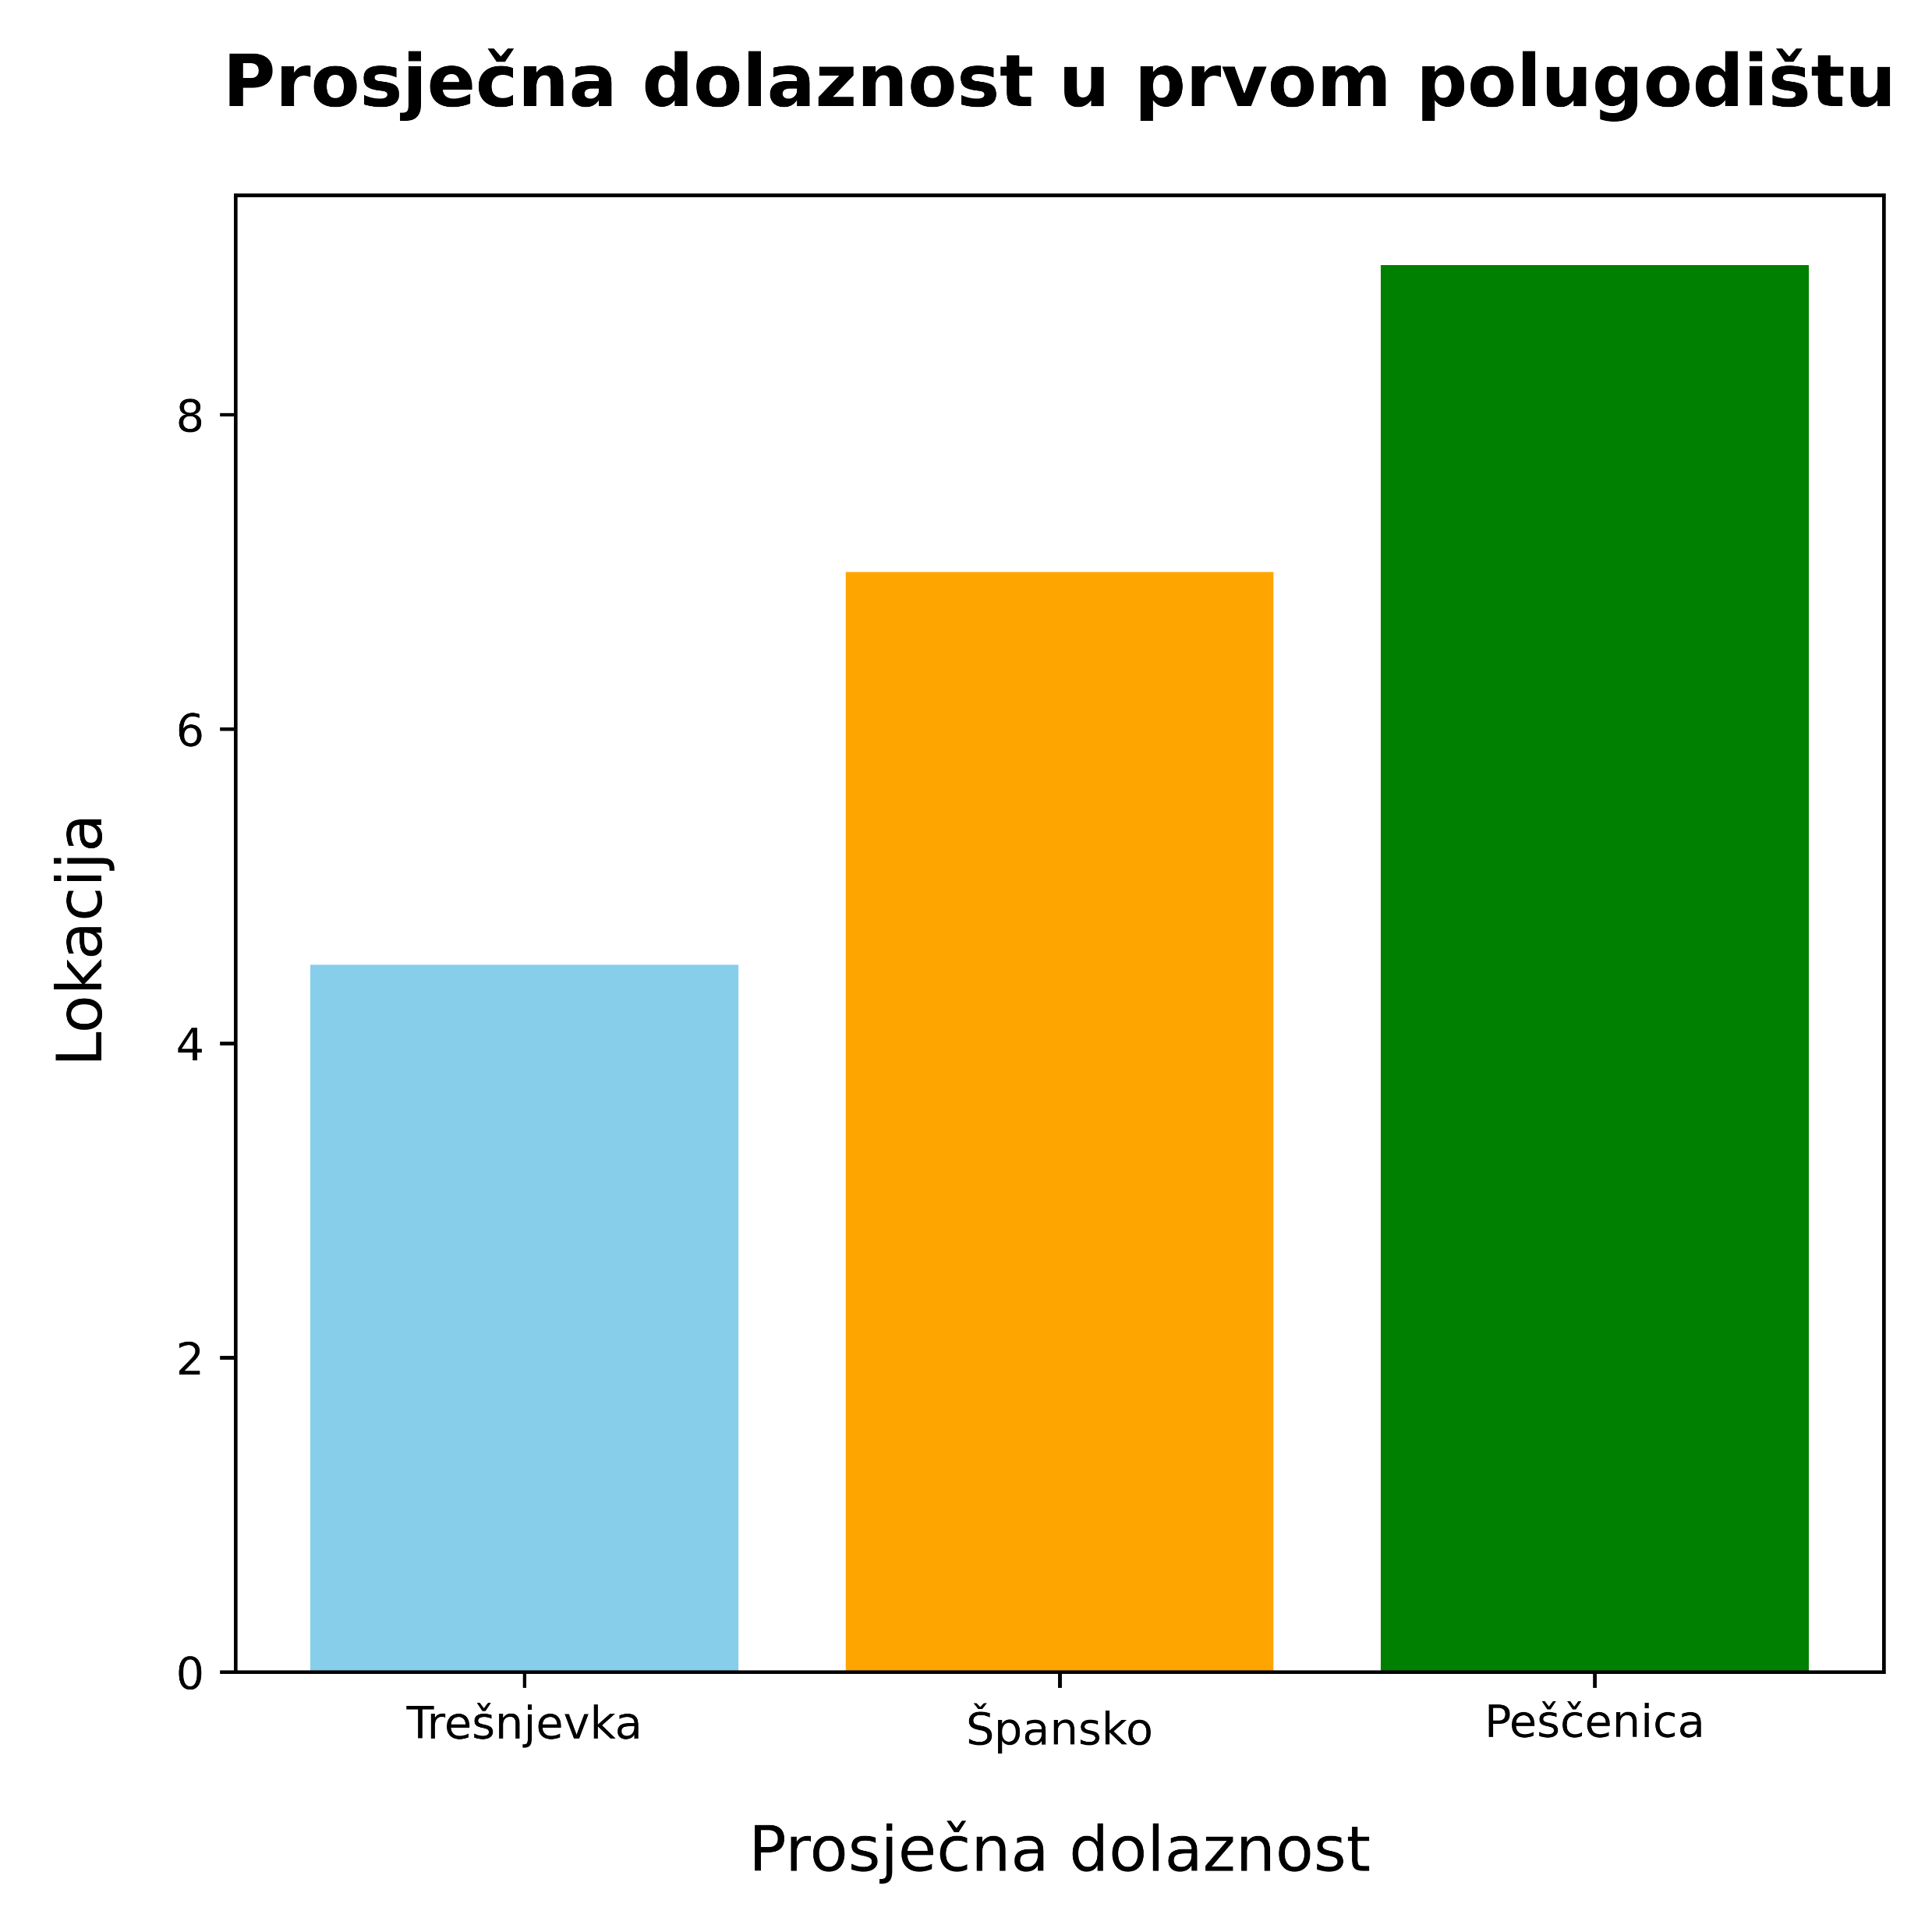 Prosječna dolaznost u prvom polugodištu
8
6
4
2
0
Lokacija
Trešnjevka Špansko Peščenica
Prosječna dolaznost